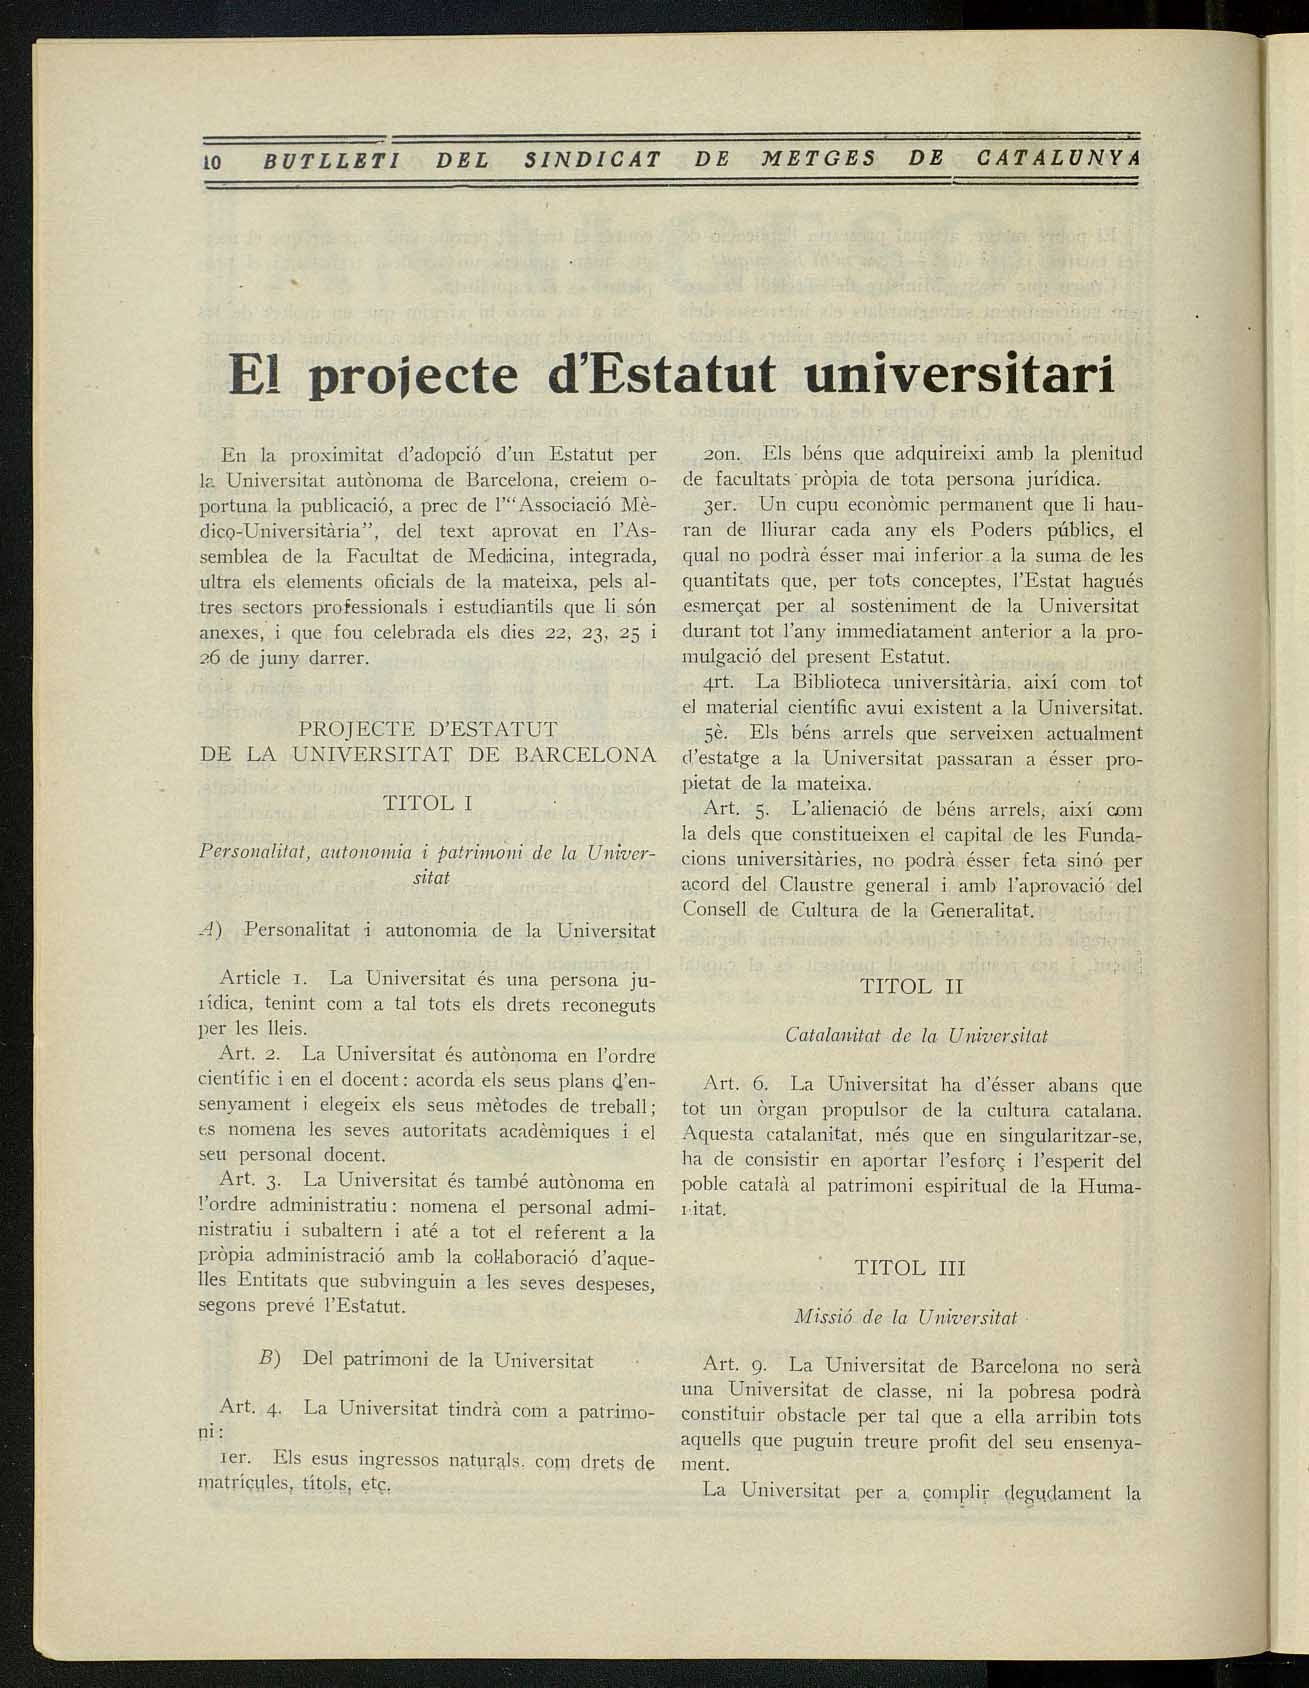 10 BUTLLETI DEL SINDICAT DE METGES DE CATALUNYA
El projecte d'Estatut universitari
En la proximitat d'adopció d'un Estatut per
la Universitat autònoma de Barcelona, creiem o-
portuna la publicació, a prec de l'"Associació Mè-
dico-Universitària", del text aprovat en l'As-
semblea de la Facultat de Medicina, integrada,
ultra els elements oficials de la mateixa, pels al-
tres sectors professionals i estudiantils que li són
anexes, i que fou celebrada els dies 22, 23, 25 i
26 de juny darrer.
PROJECTE D'ESTATUT
DE LA UNIVERSITAT DE BARCELONA
TITOL I
Personalitat, autonomia i patrimoni de la Univer-
sitat
A) Personalitat i autonomia de la Universitat
Article 1. La Universitat és una persona ju-
rídica, tenint com a tal tots els drets reconeguts
per les lleis.
Art. 2. La Universitat és autònoma en l'ordre
científic i en el docent: acorda els seus plans d'en-
senyament i elegeix els seus mètodes de treball;
es nomena les seves autoritats acadèmiques i el
seu personal docent.
Art. 3. La Universitat és també autònoma en
l'ordre administratiu: nomena el personal admi-
nistratiu i subaltern i até a tot el referent a la
pròpia administració amb la col·laboració d'aque-
lles Entitats que subvinguin a les seves despeses,
segons prevé l'Estatut.
B) Del patrimoni de la Universitat
Art. 4. La Universitat tindrà com a patrimo-
ni:
1er. Els esus ingressos naturals. com drets de
matrícules, títols, etc.
2on. Els béns que adquireixi amb la plenitud
de facultats pròpia de tota persona jurídica.
3er. Un cupu econòmic permanent que li hau-
ran de lliurar cada any els Poders públics, el
qual no podrà ésser mai inferior a la suma de les
quantitats que, per tots conceptes, l'Estat hagués
esmerçat per al sosteniment de la Universitat
durant tot l'any immediatament anterior a la pro-
mulgació del present Estatut.
4rt. La Biblioteca universitària, així com tot
el material científic avui existent a la Universitat.
5è. Els béns arrels que serveixen actualment
d'estatge a la Universitat passaran a ésser pro-
pietat de la mateixa.
Art. 5. L'alienació de béns arrels, així com
la dels que constitueixen el capital de les Funda-
cions universitàries, no podrà ésser feta sinó per
acord del Claustre general i amb l'aprovació del
Consell de Cultura de la Generalitat.
TITOL II
Catalanitat de la Universitat
Art. 6. La Universitat ha d'ésser abans que
tot un òrgan propulsor de la cultura catalana.
Aquesta catalanitat, més que en singularitzar-se,
ha de consistir en aportar l'esforç i l'esperit del
poble català al patrimoni espiritual de la Huma-
nitat.
TITOL III
Missió de la Universitat
Art. 9. La Universitat de Barcelona no serà
una Universitat de classe, ni la pobresa podrà
constituir obstacle per tal que a ella arribin tots
aquells que puguin treure profit del seu ensenya-
ment.
La Universitat per a complir degudament la